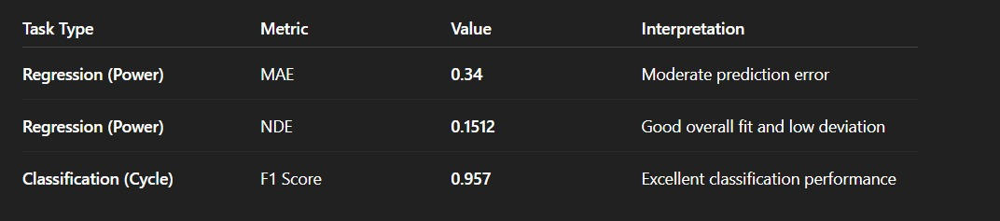 Task Type Metric Value Interpretation
Regression (Power) MAE 0.34 Moderate prediction error
Regression (Power) NDE 0.1512 Good overall fit and low deviation
Classification (Cycle) F1 Score 0.957 Excellent classification performance